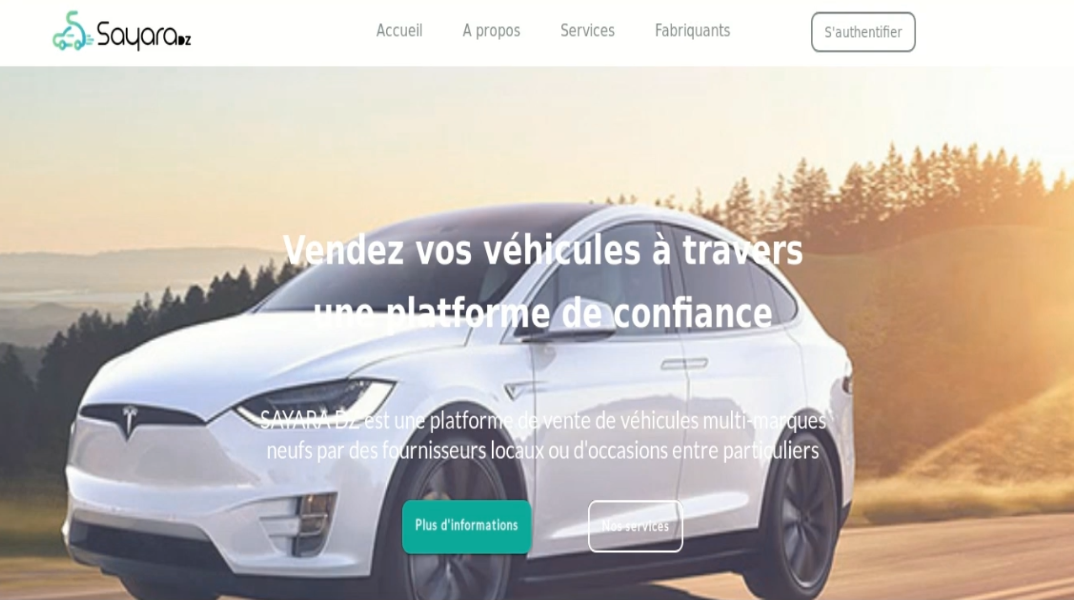 SayaraDZ
Accueil
A propos
Services
Fabriquants
S'authentifier
Vendez vos véhicules à travers
une platforme de confiance
SAYARA DZ est une platforme de vente de véhicules multi-marques
neufs par des fournisseurs locaux ou d'occasions entre particuliers
Plus d'informations
Nos services